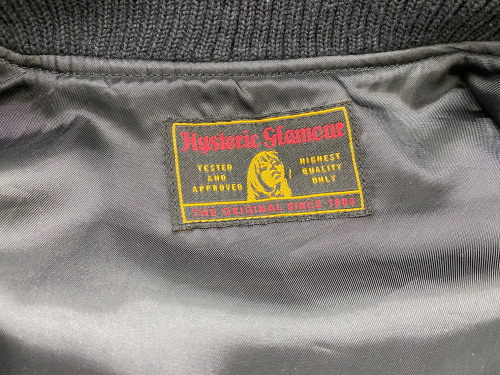 Hysteric Glamour
TESTED
AND
APPROVED
HIGHEST
QUALITY
ONLY
THE ORIGINAL SINCE 1984